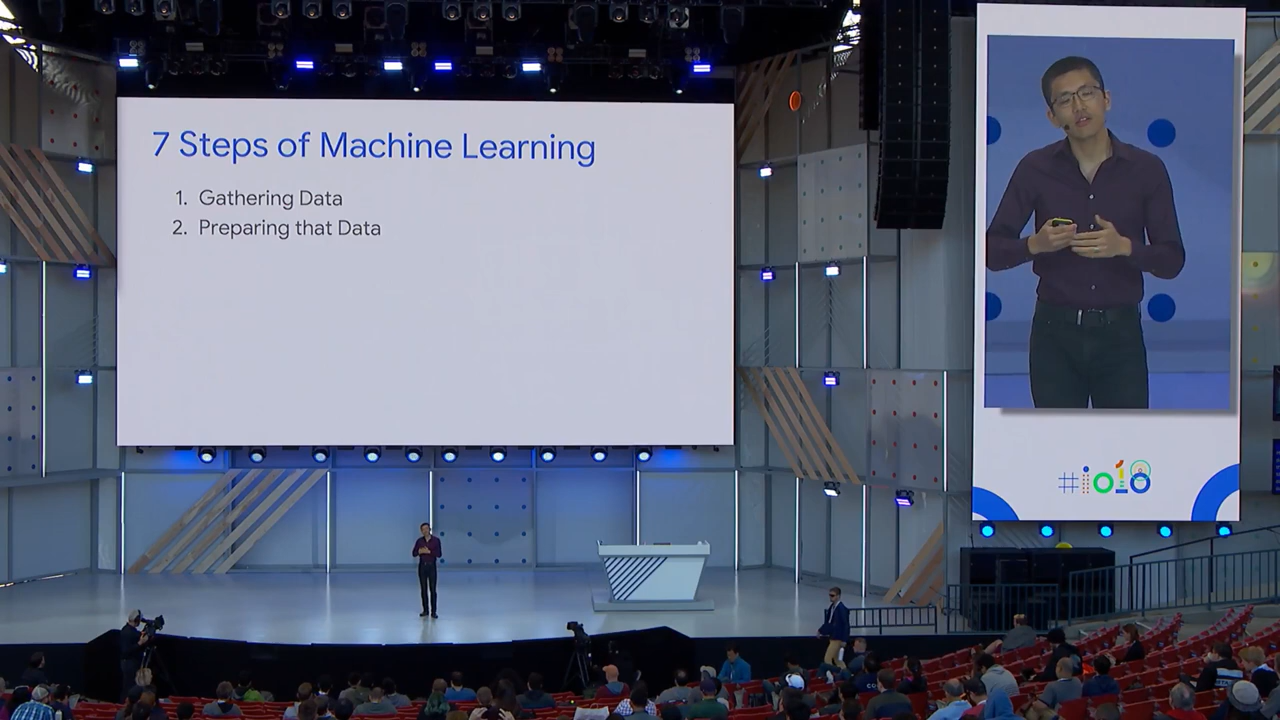 7 Steps of Machine Learning
1. Gathering Data
2. Preparing that Data
#io18